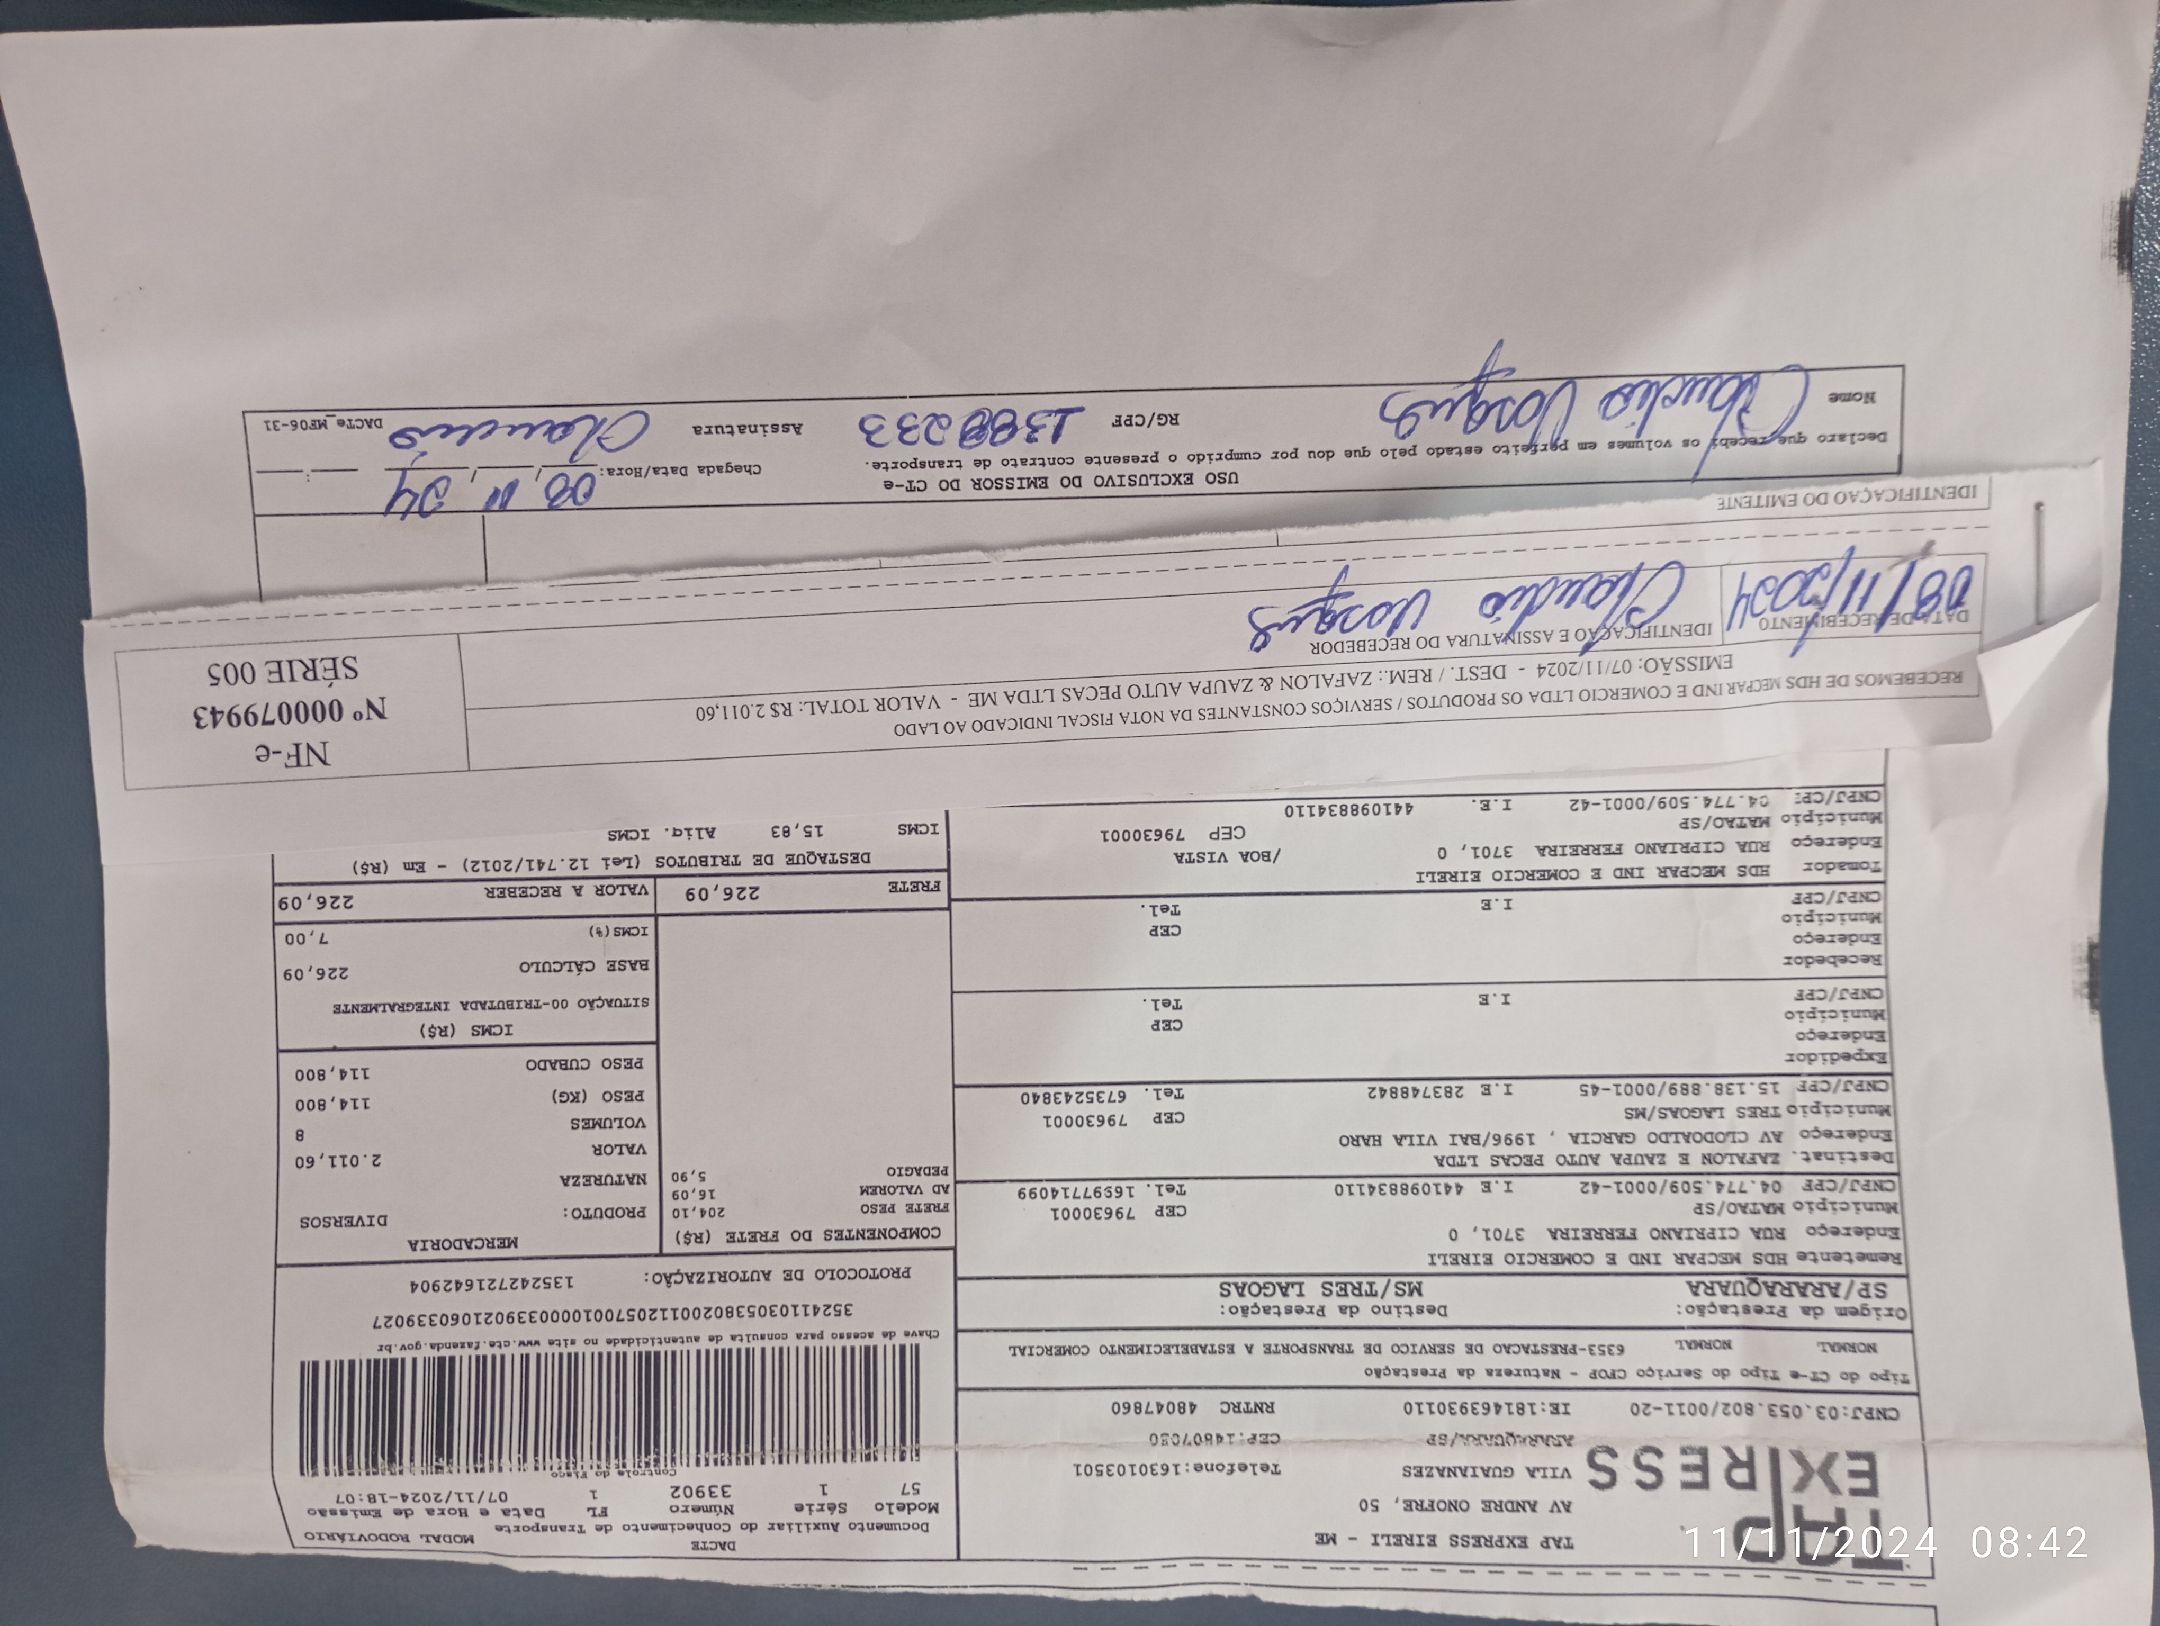 TAP
EXPRESS
TAP EXPRESS EIRELI - ME
AV ANDRE ONOFRE, 50
VILA GUAIANAZES Telefone:1630103501
ARARAQUARA/SP CEP:14807030
CNPJ:03.053.802/0011-20 IE:181463930110 RNTRC 48047860
DACTE MODAL RODOVIÁRIO
Documento Auxiliar do Conhecimento de Transporte
Modelo Série Número FL Data e Hora de Emissão
57 1 33902 1 07/11/2024-18:07
Controle do Fisco
Chave de acesso para consulta de autenticidade no site www.cte.fazenda.gov.br
35241103053802001120570010000339021060339027
PROTOCOLO DE AUTORIZAÇÃO: 135242721642904
Tipo do CT-e Tipo do Serviço CFOP - Natureza da Prestação
NORMAL NORMAL 6353-PRESTACAO DE SERVICO DE TRANSPORTE A ESTABELECIMENTO COMERCIAL
Origem da Prestação: Destino da Prestação:
SP/ARARAQUARA MS/TRES LAGOAS
Remetente HDS MECPAR IND E COMERCIO EIRELI
Endereço RUA CIPRIANO FERREIRA 3701, 0
Município MATAO/SP CEP 79630001
CNPJ/CPF 04.774.509/0001-42 I.E 441098834110 Tel. 1699714099
Destinat. ZAFALON E ZAUPA AUTO PECAS LTDA
Endereço AV CLODOALDO GARCIA , 1996/BAI VILA HARO
Município TRES LAGOAS/MS CEP 79630001
CNPJ/CPF 15.138.889/0001-45 I.E 283748842 Tel. 6735243840
Expedidor
Endereço
Município CEP
CNPJ/CPF I.E Tel.
Recebedor
Endereço
Município CEP
CNPJ/CPF I.E Tel.
Tomador HDS MECPAR IND E COMERCIO EIRELI
Endereço RUA CIPRIANO FERREIRA 3701, 0 /BOA VISTA
Município MATAO/SP CEP 79630001
CNPJ/CPF 04.774.509/0001-42 I.E. 441098834110
COMPONENTES DO FRETE (R$)
FRETE PESO 204,10
AD VALOREM 16,09
PEDAGIO 5,90
MERCADORIA
PRODUTO: DIVERSOS
NATUREZA
VALOR 2.011,60
VOLUMES 8
PESO (KG) 114,800
PESO CUBADO 114,800
ICMS (R$)
SITUAÇÃO 00-TRIBUTADA INTEGRALMENTE
BASE CÁLCULO 226,09
ICMS(%) 7,00
FRETE 226,09 VALOR A RECEBER 226,09
DESTAQUE DE TRIBUTOS (Lei 12.741/2012) - Em (R$)
ICMS 15,83 Aliq. ICMS
RECEBEMOS DE HDS MECPAR IND E COMERCIO LTDA OS PRODUTOS / SERVIÇOS CONSTANTES DA NOTA FISCAL INDICADO AO LADO
EMISSÃO: 07/11/2024 - DEST. / REM.: ZAFALON & ZAUPA AUTO PECAS LTDA ME - VALOR TOTAL: R$ 2.011,60
DATA DE RECEBIMENTO IDENTIFICAÇÃO E ASSINATURA DO RECEBEDOR
08/11/2024 Claudio Vasques
NF-e
Nº 000079943
SÉRIE 005
IDENTIFICAÇÃO DO EMITENTE
USO EXCLUSIVO DO EMISSOR DO CT-e
Declaro que recebi os volumes em perfeito estado pelo que dou por cumprido o presente contrato de transporte.
Chegada Data/Hora: 08/11/24
Nome Claudio Vasques RG/CPF 1388233 Assinatura Claudio
DACTe_MF06-31
11/11/2024 08:42